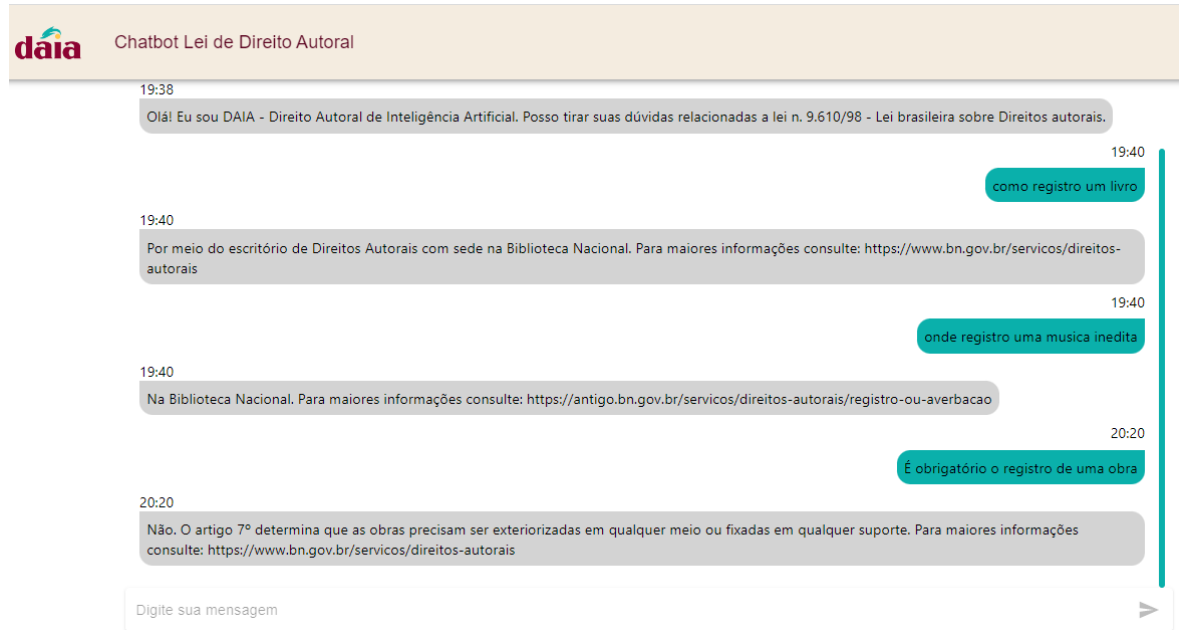 daia
Chatbot Lei de Direito Autoral
19:38
Olá! Eu sou DAIA - Direito Autoral de Inteligência Artificial. Posso tirar suas dúvidas relacionadas a lei n. 9.610/98 - Lei brasileira sobre Direitos autorais.
19:40
como registro um livro
19:40
Por meio do escritório de Direitos Autorais com sede na Biblioteca Nacional. Para maiores informações consulte: https://www.bn.gov.br/servicos/direitos-
autorais
19:40
onde registro uma musica inedita
19:40
Na Biblioteca Nacional. Para maiores informações consulte: https://antigo.bn.gov.br/servicos/direitos-autorais/registro-ou-averbacao
20:20
É obrigatório o registro de uma obra
20:20
Não. O artigo 7º determina que as obras precisam ser exteriorizadas em qualquer meio ou fixadas em qualquer suporte. Para maiores informações
consulte: https://www.bn.gov.br/servicos/direitos-autorais
Digite sua mensagem